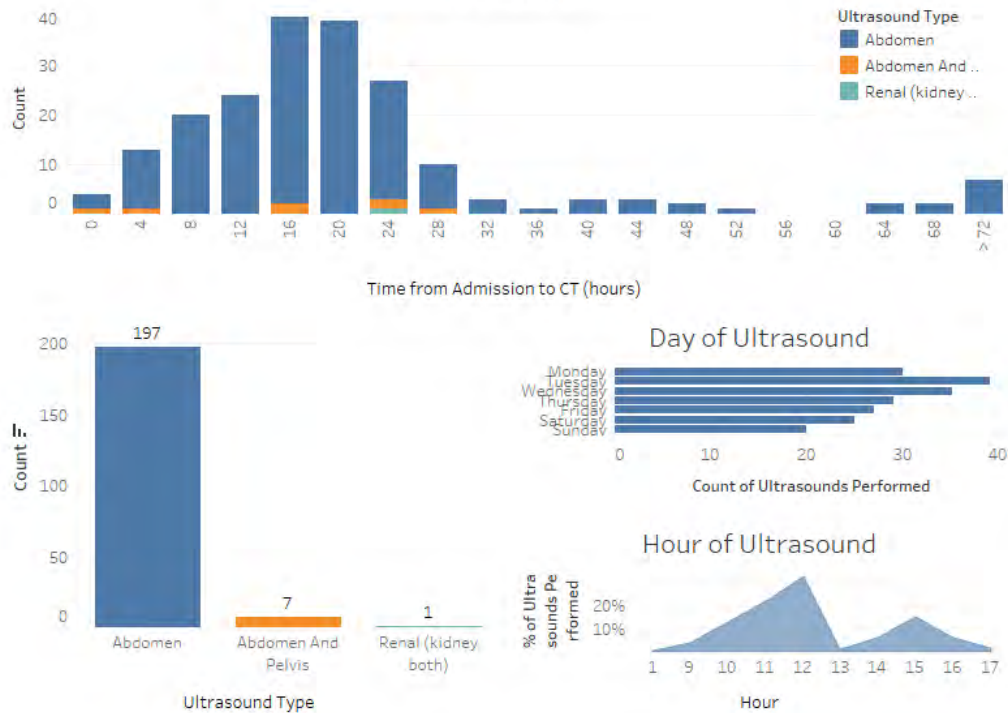 40
30
20
10
0
Count
0
4
8
12
16
20
24
28
32
36
40
44
48
52
56
60
64
68
> 72
Time from Admission to CT (hours)
Ultrasound Type
Abdomen
Abdomen And ..
Renal (kidney ..
200
150
100
50
0
Count
197
7
1
Abdomen
Abdomen And
Pelvis
Renal (kidney,
both)
Ultrasound Type
Day of Ultrasound
Monday
Tuesday
Wednesday
Thursday
Friday
Saturday
Sunday
0
10
20
30
40
Count of Ultrasounds Performed
Hour of Ultrasound
% of Ultra
sounds Pe
rformed
20%
10%
1
9
10
11
12
13
14
15
16
17
Hour